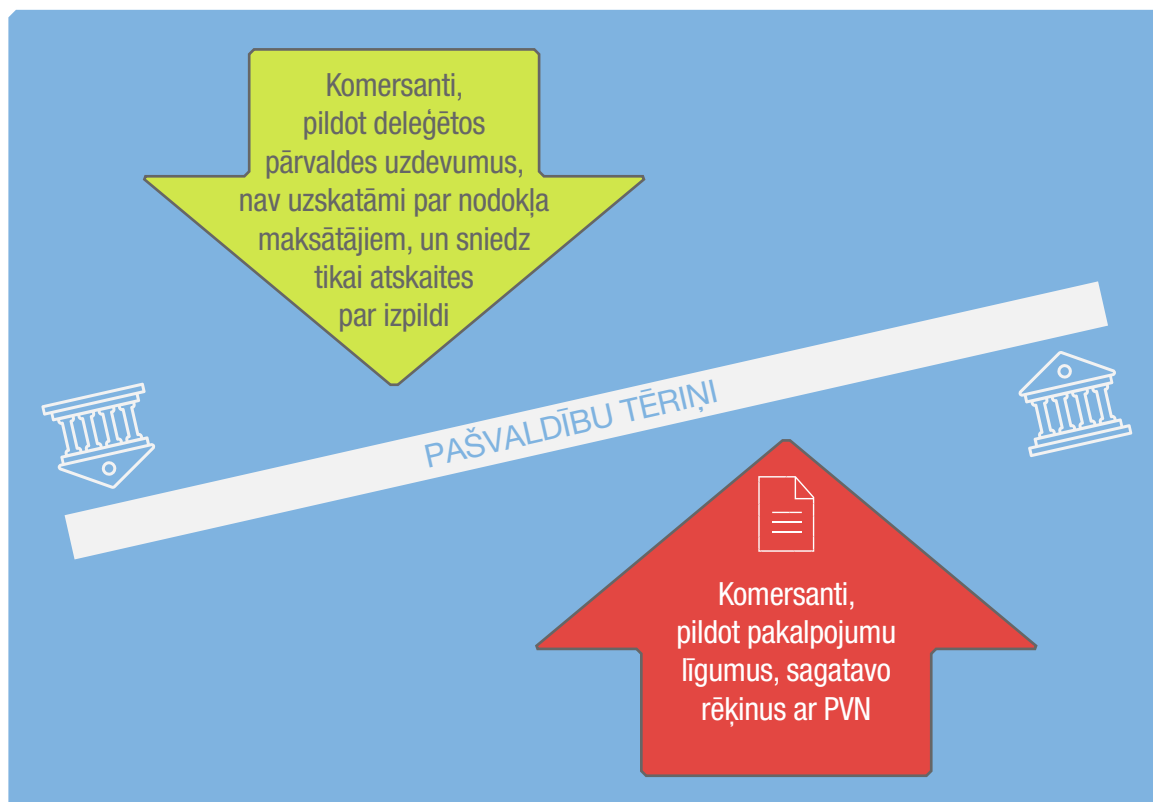 Komersanti,
pildot deleģētos
pārvaldes uzdevumus,
nav uzskatāmi par nodokļa
maksātājiem, un sniedz
tikai atskaites
par izpildi
PAŠVALDĪBU TĒRIŅI
Komersanti,
pildot pakalpojumu
līgumus, sagatavo
rēķinus ar PVN